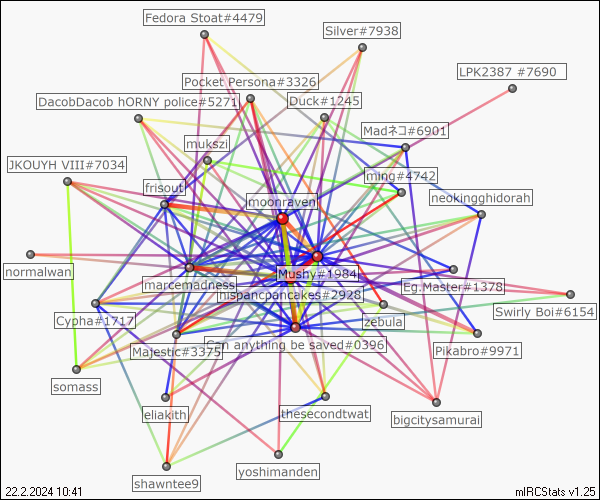 Fedora Stoat#4479
Silver#7938
LPK2387 #7690
Pocket Persona#3326
DacobDacob hORNY police#5271
Duck#1245
Madネコ#6901
mukszi
JKOUYH VIII#7034
ming#4742
frisout
neokingghidorah
moonraven
normalwan
Mushy#1984
marcemadness
Eg.Master#1378
hispancpancakes#2928
Swirly Boi#6154
Cypha#1717
zebula
Can anything be saved#0396
Majestic#3375
Pikabro#9971
somass
eliakith
thesecondtwat
bigcitysamurai
yoshimanden
shawntee9
22.2.2024 10:41
mIRCStats v1.25